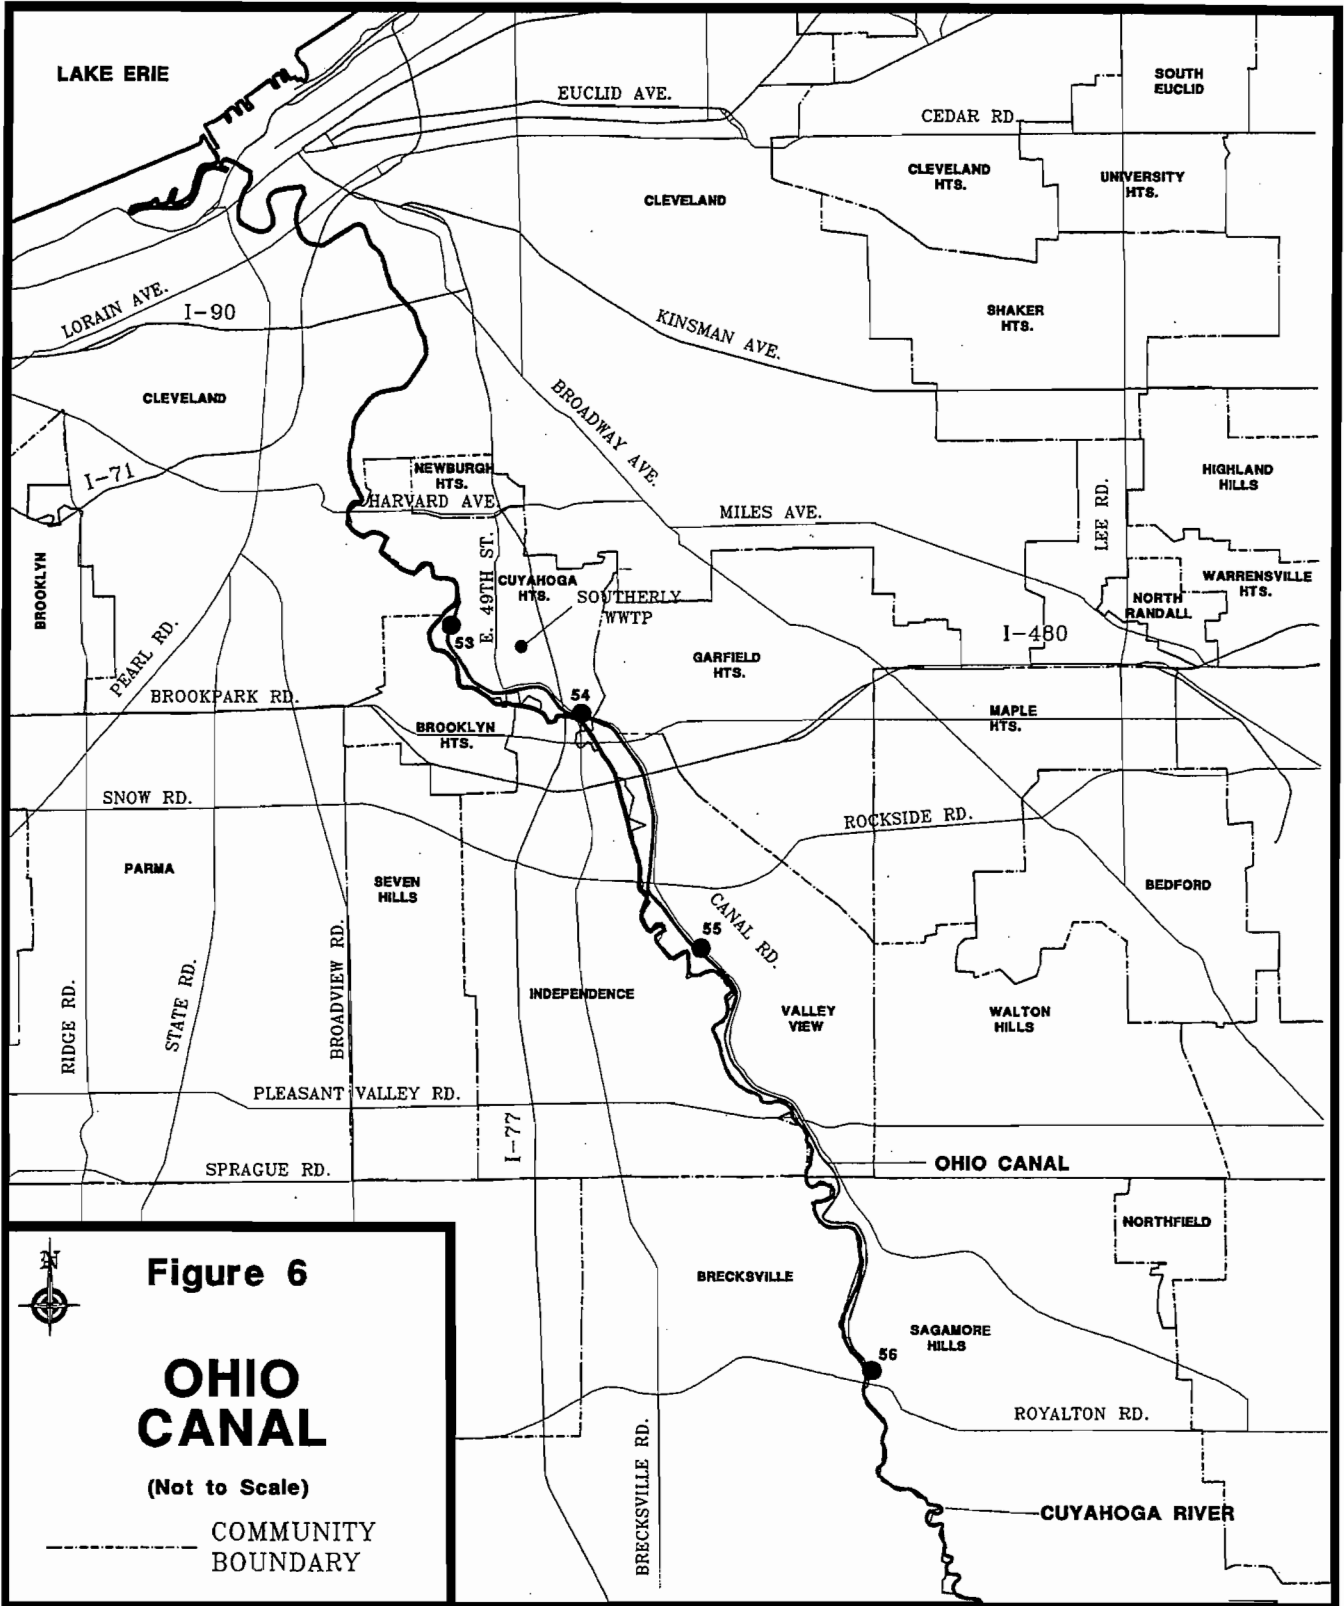 LAKE ERIE
EUCLID AVE.
SOUTH
EUCLID
CEDAR RD.
CLEVELAND
HTS.
UNIVERSITY
HTS.
CLEVELAND
LORAIN AVE.
I-90
KINSMAN AVE.
SHAKER
HTS.
CLEVELAND
BROADWAY AVE.
I-71
NEWBURGH
HTS.
HARVARD AVE.
MILES AVE.
LEE RD.
HIGHLAND
HILLS
BROOKLYN
E. 49TH ST.
CUYAHOGA
HTS.
SOUTHERLY
WWTP
WARRENSVILLE
HTS.
NORTH
RANDALL
I-480
53
PEARL RD.
GARFIELD
HTS.
BROOKPARK RD.
54
BROOKLYN
HTS.
MAPLE
HTS.
SNOW RD.
ROCKSIDE RD.
PARMA
SEVEN
HILLS
BEDFORD
CANAL RD.
55
RIDGE RD.
STATE RD.
BROADVIEW RD.
INDEPENDENCE
VALLEY
VIEW
WALTON
HILLS
PLEASANT VALLEY RD.
I-77
SPRAGUE RD.
OHIO CANAL
NORTHFIELD
BRECKSVILLE
SAGAMORE
HILLS
56
ROYALTON RD.
BRECKSVILLE RD.
CUYAHOGA RIVER
N
Figure 6
OHIO
CANAL
(Not to Scale)
COMMUNITY
BOUNDARY